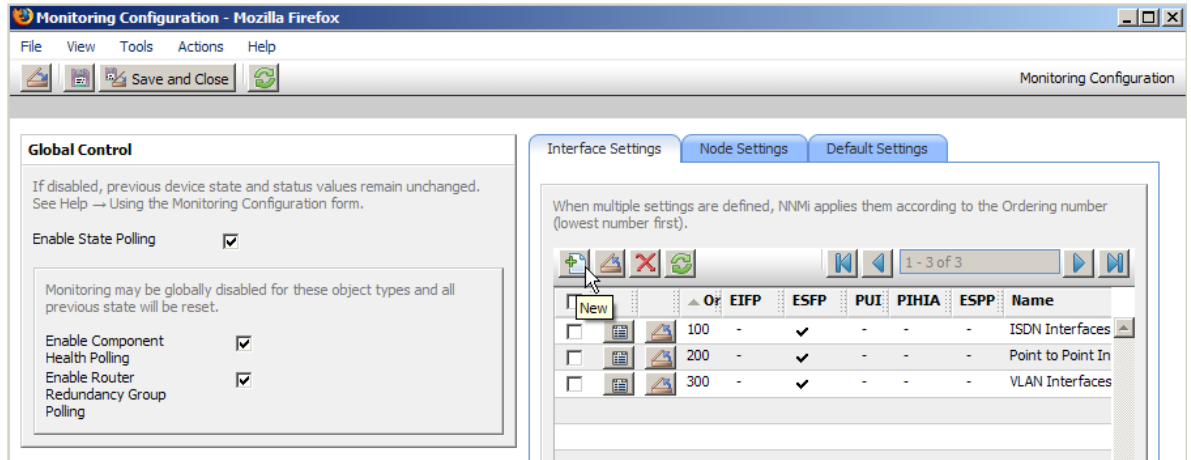 Monitoring Configuration - Mozilla Firefox
File View Tools Actions Help
Save and Close
Monitoring Configuration
Global Control
If disabled, previous device state and status values remain unchanged.
See Help → Using the Monitoring Configuration form.
Enable State Polling
Monitoring may be globally disabled for these object types and all
previous state will be reset.
Enable Component
Health Polling
Enable Router
Redundancy Group
Polling
Interface Settings Node Settings Default Settings
When multiple settings are defined, NNMi applies them according to the Ordering number
(lowest number first).
1 - 3 of 3
New
Or EIFP ESFP PUI PIHIA ESPP Name
100 - ✔ - - - ISDN Interfaces
200 - ✔ - - - Point to Point In
300 - ✔ - - - VLAN Interfaces